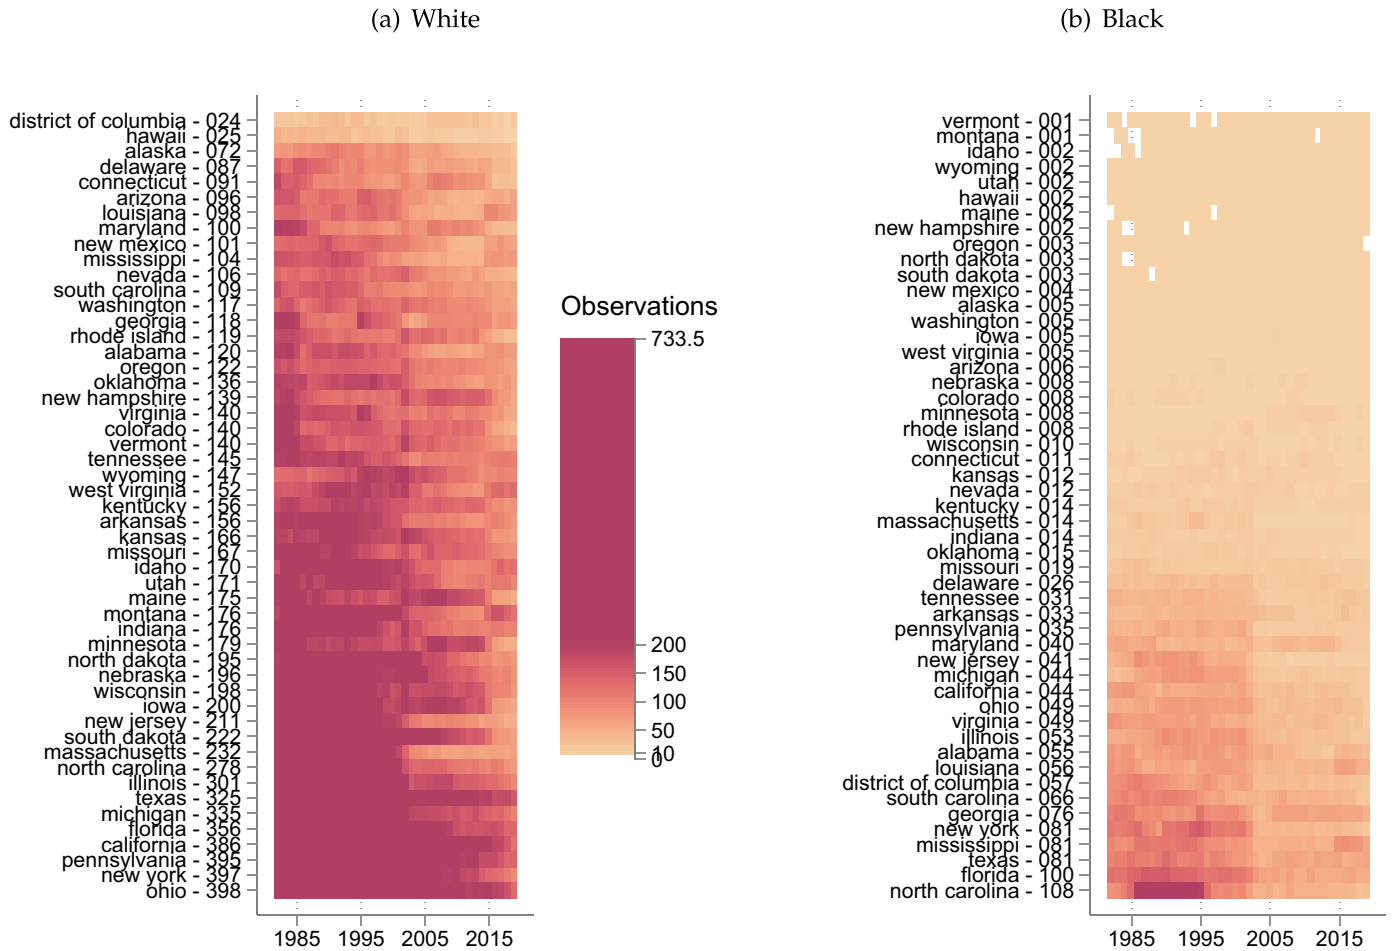 (a) White
district of columbia - 024
hawaii - 025
alaska - 072
delaware - 087
connecticut - 091
arizona - 096
louisiana - 098
maryland - 100
new mexico - 101
mississippi - 104
nevada - 106
south carolina - 109
washington - 117
georgia - 118
rhode island - 119
alabama - 120
oregon - 122
oklahoma - 136
new hampshire - 139
virginia - 140
colorado - 140
vermont - 140
tennessee - 145
wyoming - 147
west virginia - 152
kentucky - 156
arkansas - 156
kansas - 166
missouri - 167
idaho - 170
utah - 171
maine - 175
montana - 176
indiana - 176
minnesota - 179
north dakota - 195
nebraska - 196
wisconsin - 198
iowa - 200
new jersey - 211
south dakota - 222
massachusetts - 232
north carolina - 278
illinois - 301
texas - 325
michigan - 335
florida - 356
california - 386
pennsylvania - 395
new york - 397
ohio - 398
1985 1995 2005 2015
Observations
733.5
200
150
100
50
10
0
(b) Black
vermont - 001
montana - 001
idaho - 002
wyoming - 002
utah - 002
hawaii - 002
maine - 002
new hampshire - 002
oregon - 003
north dakota - 003
south dakota - 003
new mexico - 004
alaska - 005
washington - 005
iowa - 005
west virginia - 005
arizona - 006
nebraska - 008
colorado - 008
minnesota - 008
rhode island - 008
wisconsin - 010
connecticut - 011
kansas - 012
nevada - 012
kentucky - 014
massachusetts - 014
indiana - 014
oklahoma - 015
missouri - 019
delaware - 026
tennessee - 031
arkansas - 033
pennsylvania - 035
maryland - 040
new jersey - 041
michigan - 044
california - 044
ohio - 049
virginia - 049
illinois - 053
alabama - 055
louisiana - 056
district of columbia - 057
south carolina - 066
georgia - 076
new york - 081
mississippi - 081
texas - 081
florida - 100
north carolina - 108
1985 1995 2005 2015